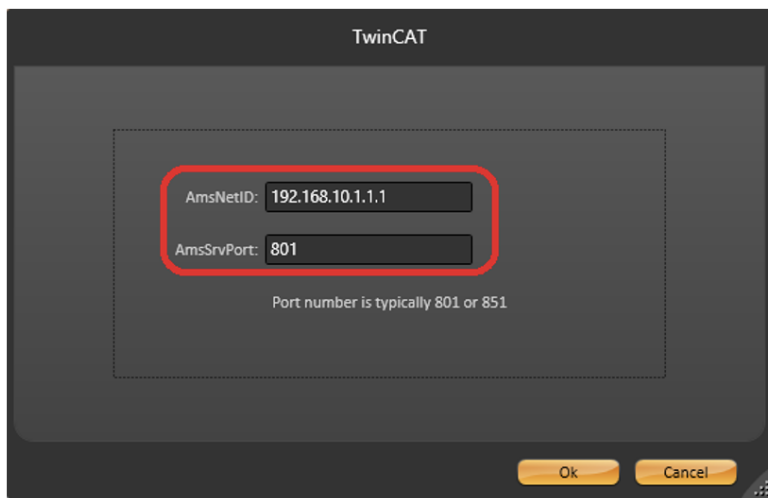 TwinCAT
AmsNetID: 192.168.10.1.1.1
AmsSrvPort: 801
Port number is typically 801 or 851
Ok Cancel